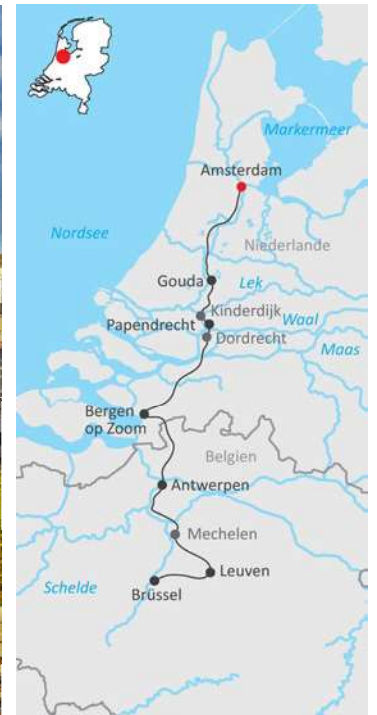 Markermeer
Amsterdam
Nordsee
Niederlande
Gouda
Lek
Kinderdijk
Papendrecht
Waal
Dordrecht
Maas
Bergen
op Zoom
Belgien
Antwerpen
Mechelen
Schelde
Leuven
Brüssel